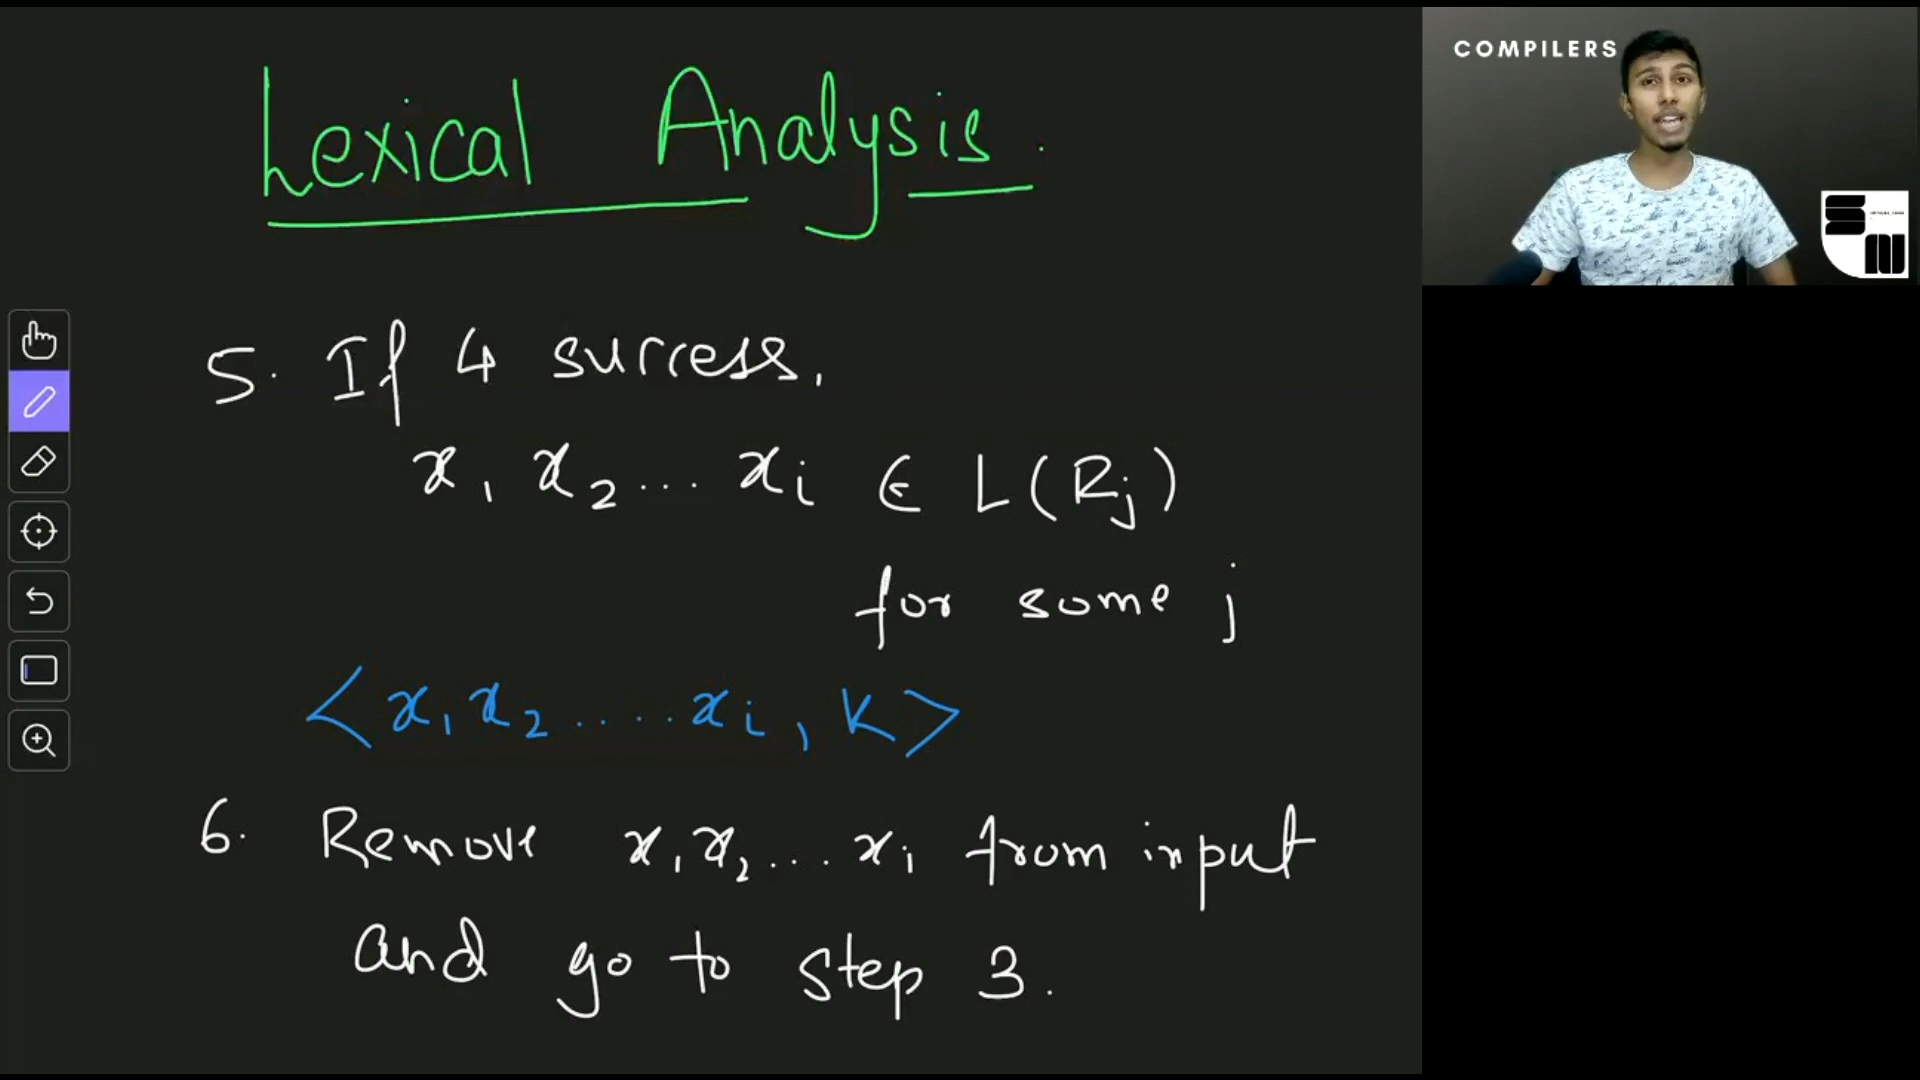 Lexical Analysis.
COMPILERS
5. If 4 success,
x₁ x₂ ... xᵢ ∈ L(Rⱼ)
for some j
<x₁ x₂ .... xᵢ, K>
6. Remove x₁ x₂ ... xᵢ from input
and go to step 3.